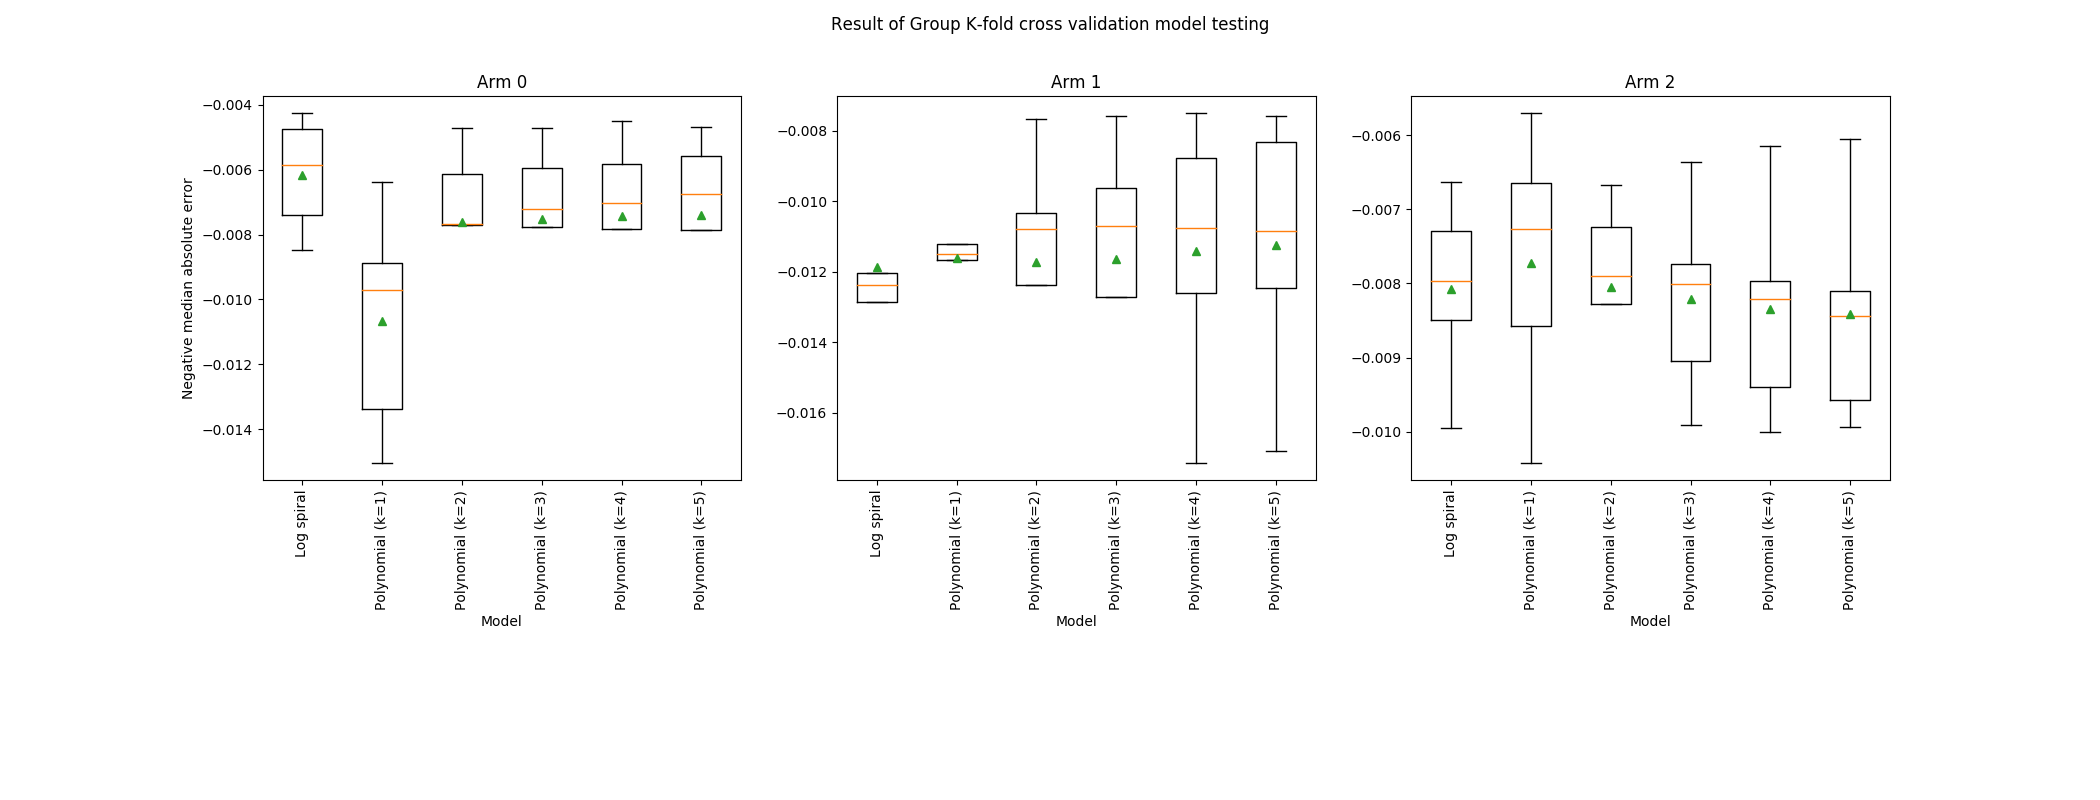 Result of Group K-fold cross validation model testing
Arm 0
Negative median absolute error
−0.004
−0.006
−0.008
−0.010
−0.012
−0.014
Log spiral
Polynomial (k=1)
Polynomial (k=2)
Polynomial (k=3)
Polynomial (k=4)
Polynomial (k=5)
Model
Arm 1
−0.008
−0.010
−0.012
−0.014
−0.016
Log spiral
Polynomial (k=1)
Polynomial (k=2)
Polynomial (k=3)
Polynomial (k=4)
Polynomial (k=5)
Model
Arm 2
−0.006
−0.007
−0.008
−0.009
−0.010
Log spiral
Polynomial (k=1)
Polynomial (k=2)
Polynomial (k=3)
Polynomial (k=4)
Polynomial (k=5)
Model